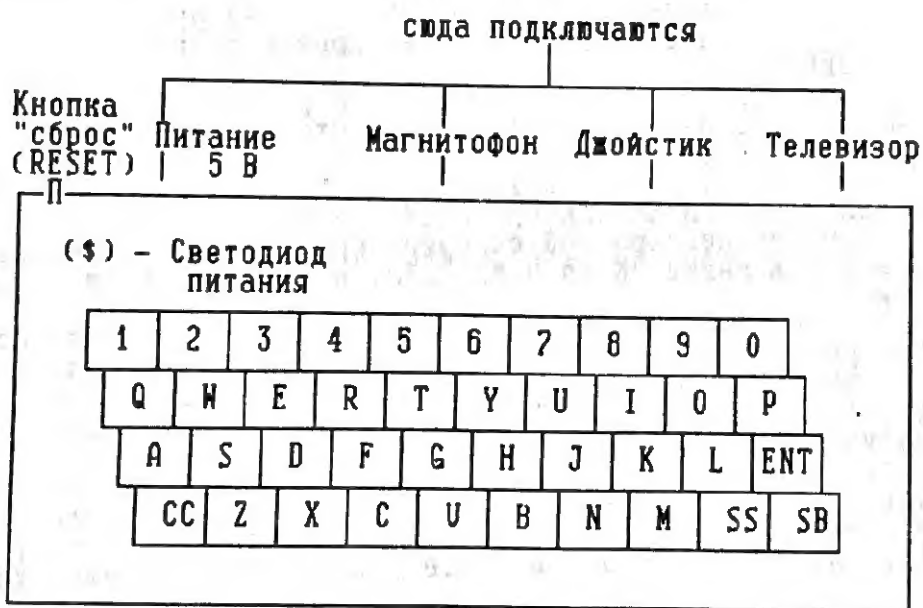 сюда подключаются
Кнопка
"сброс" Питание Магнитофон Джойстик Телевизор
(RESET) 5 В
($) - Светодиод
питания
1 2 3 4 5 6 7 8 9 0
Q W E R T Y U I O P
A S D F G H J K L ENT
CC Z X C U B N M SS SB